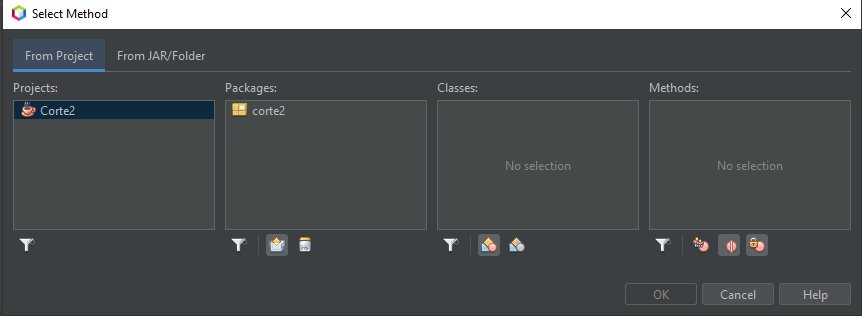 Select Method
From Project From JAR/Folder
Projects: Packages: Classes: Methods:
Corte2 corte2
No selection No selection
OK Cancel Help